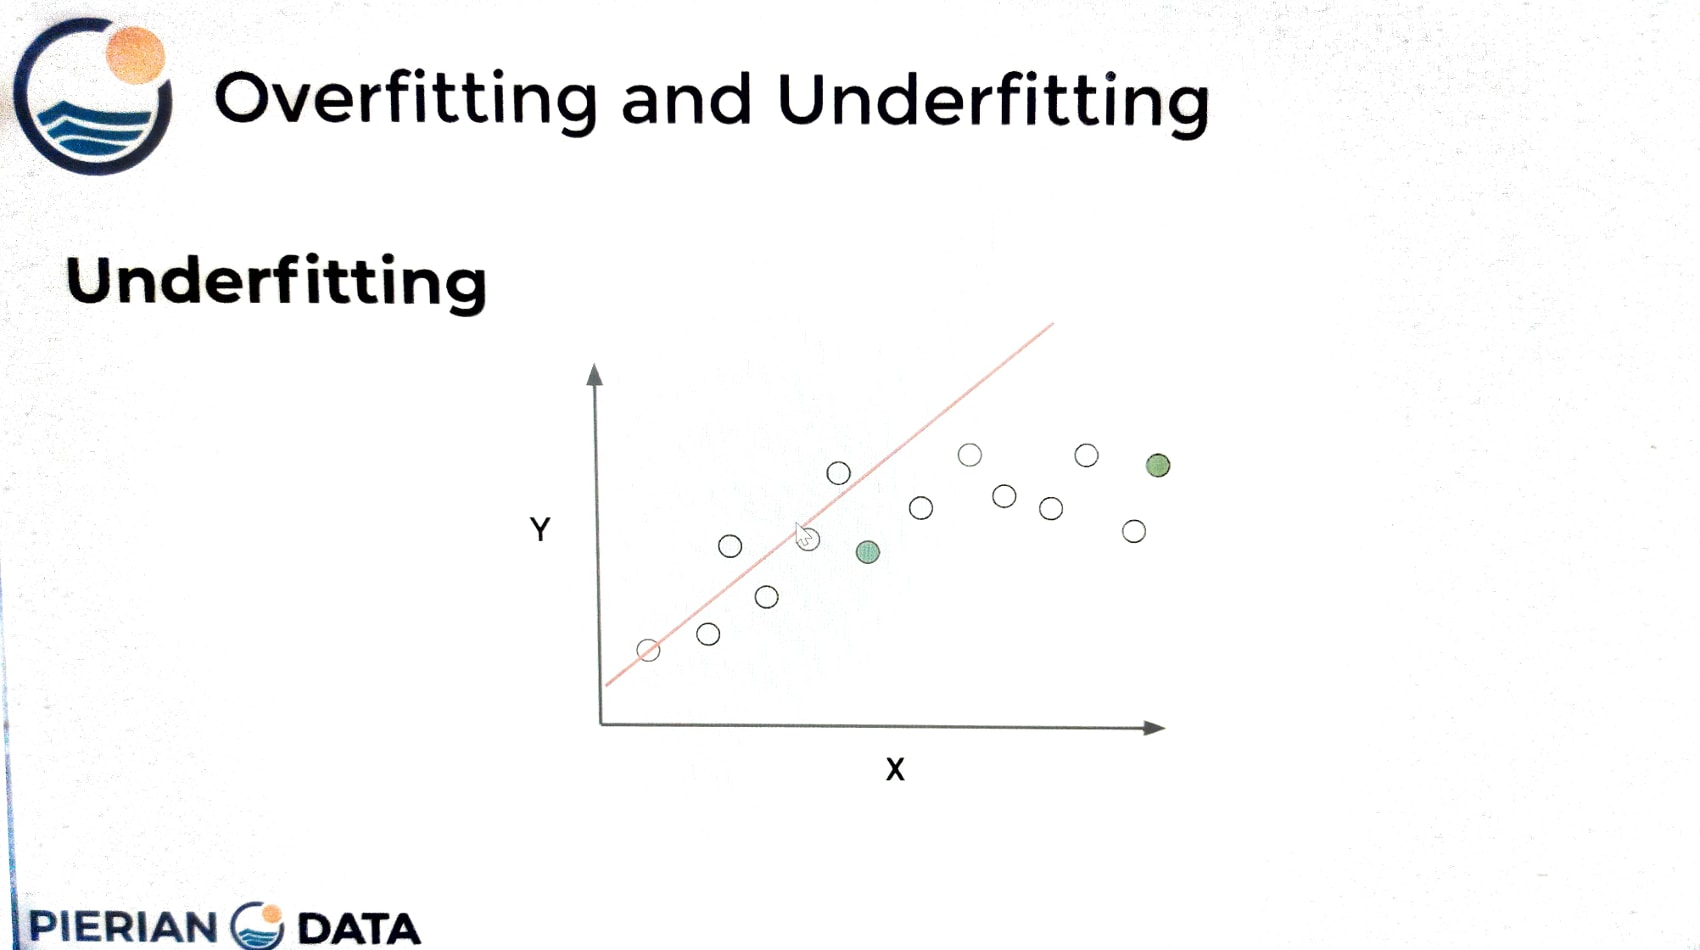 Overfitting and Underfitting
Underfitting
Y
X
PIERIAN DATA